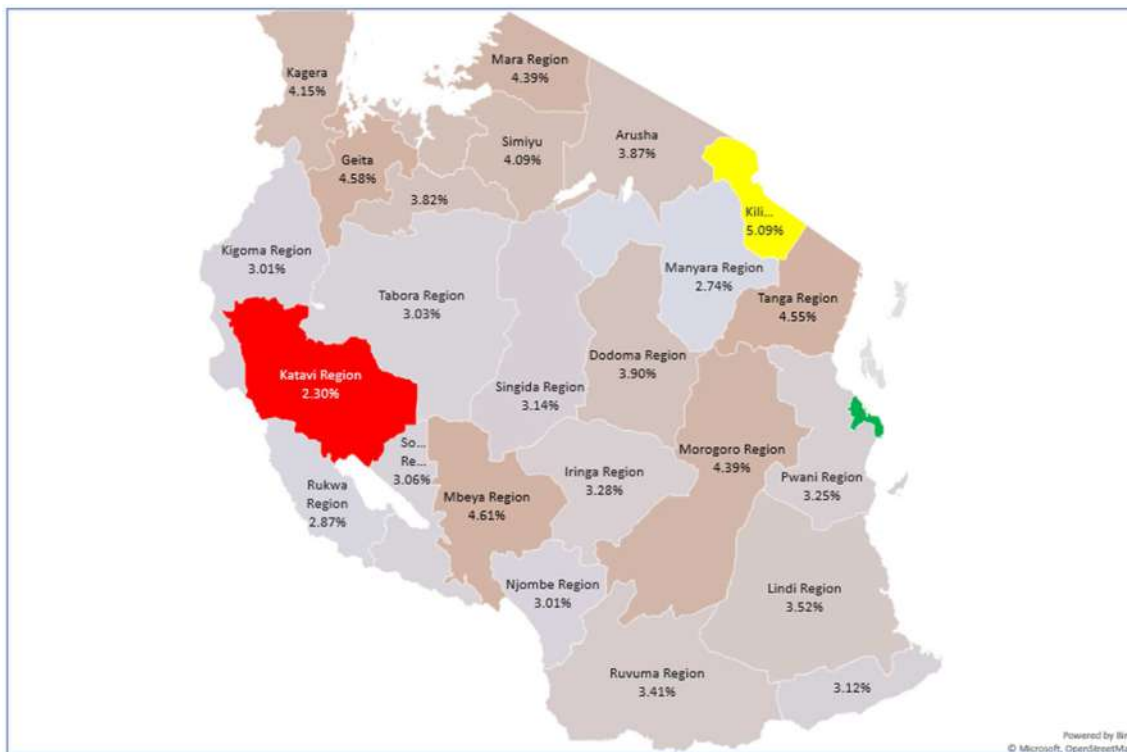 Mara Region
4.39%
Kagera
4.15%
Simiyu
4.09%
Arusha
3.87%
Geita
4.58%
3.82%
Kili...
5.09%
Kigoma Region
3.01%
Manyara Region
2.74%
Tabora Region
3.03%
Tanga Region
4.55%
Dodoma Region
3.90%
Katavi Region
2.30%
Singida Region
3.14%
So...
Re...
3.06%
Morogoro Region
4.39%
Iringa Region
3.28%
Pwani Region
3.25%
Rukwa
Region
2.87%
Mbeya Region
4.61%
Njombe Region
3.01%
Lindi Region
3.52%
Ruvuma Region
3.41%
3.12%
Powered by Bin
© Microsoft, OpenStreetMa